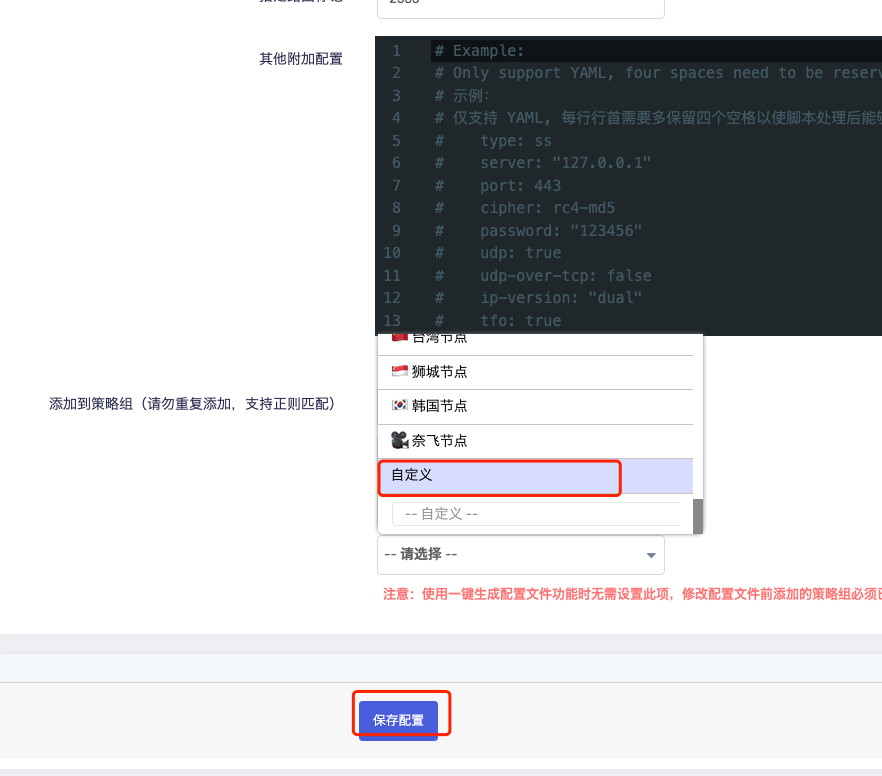 其他附加配置
1 # Example:
2 # Only support YAML, four spaces need to be reserv
3 # 示例：
4 # 仅支持 YAML, 每行行首需要多保留四个空格以使脚本处理后能够
5 #    type: ss
6 #    server: "127.0.0.1"
7 #    port: 443
8 #    cipher: rc4-md5
9 #    password: "123456"
10 #    udp: true
11 #    udp-over-tcp: false
12 #    ip-version: "dual"
13 #    tfo: true
台湾节点
🇸🇬 狮城节点
添加到策略组（请勿重复添加，支持正则匹配）
🇰🇷 韩国节点
🎥 奈飞节点
自定义
-- 自定义 --
-- 请选择 --
注意：使用一键生成配置文件功能时无需设置此项，修改配置文件前添加的策略组必须已
保存配置